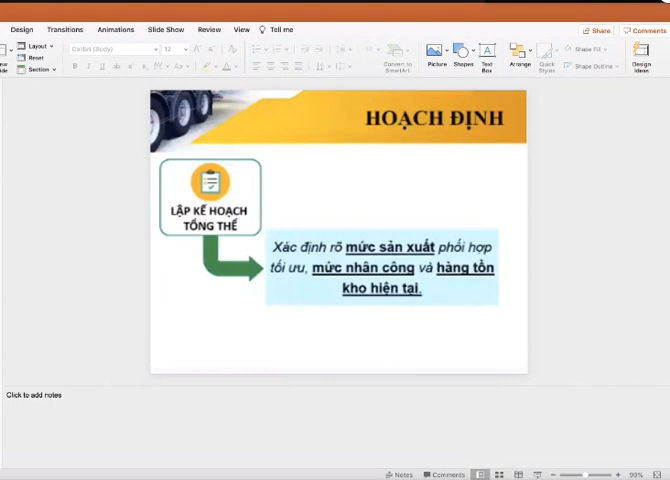 Design Transitions Animations Slide Show Review View Tell me Share Comments
Layout
Reset
Section
Calibri (Body) 12
Convert to SmartArt
Picture Shapes Text Box Arrange Quick Styles
Shape Fill
Shape Outline
Design Ideas
HOẠCH ĐỊNH
LẬP KẾ HOẠCH
TỔNG THỂ
Xác định rõ mức sản xuất phối hợp
tối ưu, mức nhân công và hàng tồn
kho hiện tại.
Click to add notes
Notes Comments 99%